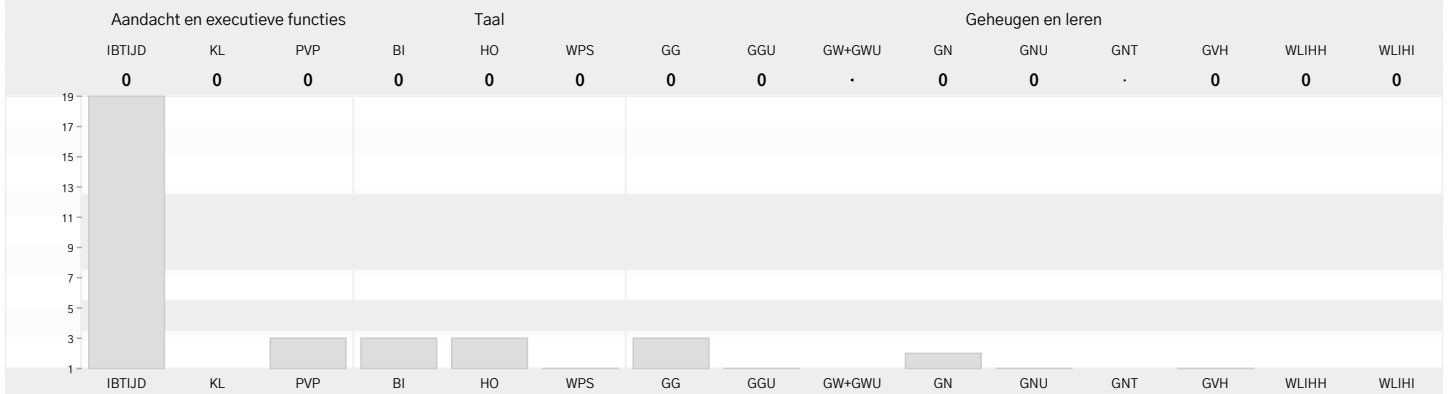 Aandacht en executieve functies Taal Geheugen en leren
IBTIJD KL PVP BI HO WPS GG GGU GW+GWU GN GNU GNT GVH WLIHH WLIHI
0 0 0 0 0 0 0 0 · 0 0 · 0 0 0
19
17
15
13
11
9
7
5
3
1
IBTIJD KL PVP BI HO WPS GG GGU GW+GWU GN GNU GNT GVH WLIHH WLIHI